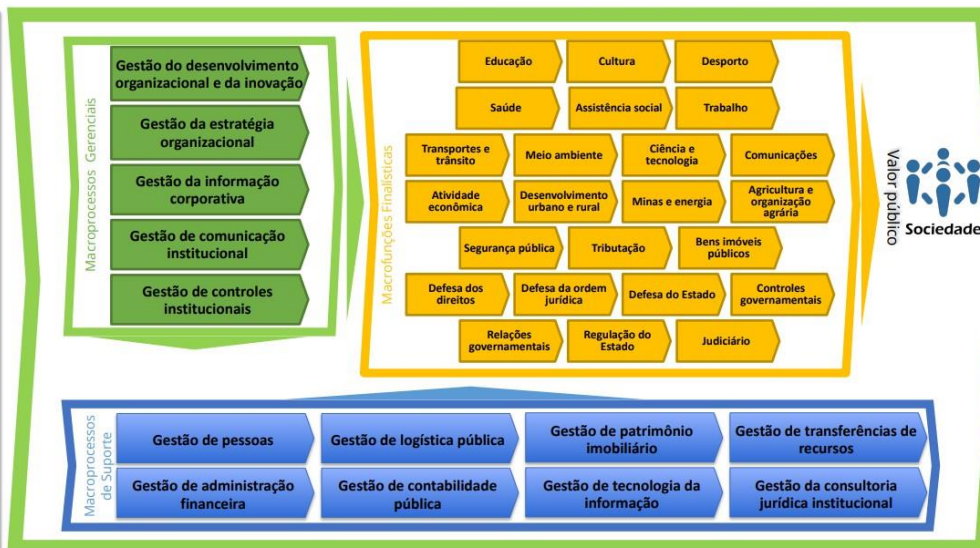 Macroprocessos Gerenciais
Gestão do desenvolvimento
organizacional e da inovação
Gestão da estratégia
organizacional
Gestão da informação
corporativa
Gestão de comunicação
institucional
Gestão de controles
institucionais
Macrofunções Finalísticas
Educação
Cultura
Desporto
Saúde
Assistência social
Trabalho
Transportes e
trânsito
Meio ambiente
Ciência e
tecnologia
Comunicações
Atividade
econômica
Desenvolvimento
urbano e rural
Minas e energia
Agricultura e
organização
agrária
Segurança pública
Tributação
Bens imóveis
públicos
Defesa dos
direitos
Defesa da ordem
jurídica
Defesa do Estado
Controles
governamentais
Relações
governamentais
Regulação do
Estado
Judiciário
Valor público
Sociedade
Macroprocessos
de Suporte
Gestão de pessoas
Gestão de logística pública
Gestão de patrimônio
imobiliário
Gestão de transferências de
recursos
Gestão de administração
financeira
Gestão de contabilidade
pública
Gestão de tecnologia da
informação
Gestão da consultoria
jurídica institucional